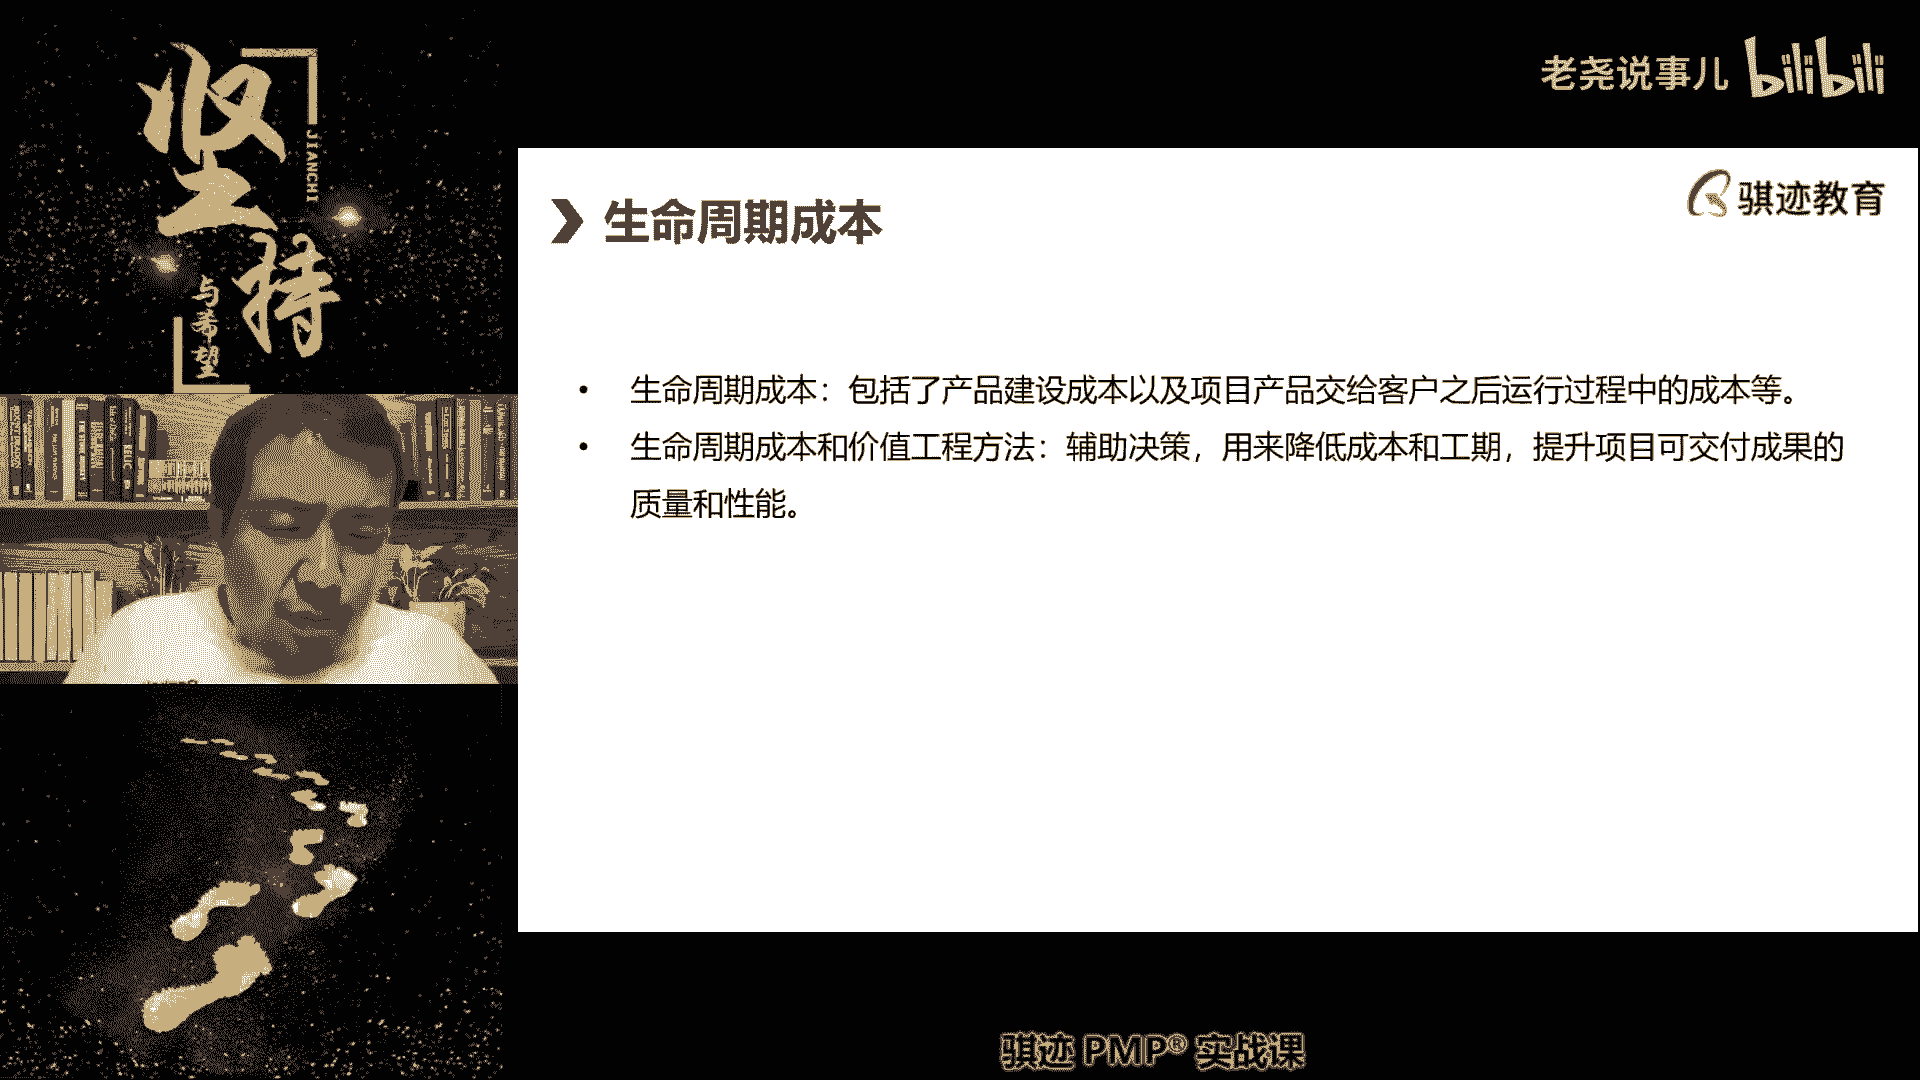 坚持
JIANCHI
与希望
老尧说事儿 bilibili
骐迹教育
生命周期成本
• 生命周期成本：包括了产品建设成本以及项目产品交给客户之后运行过程中的成本等。
• 生命周期成本和价值工程方法：辅助决策，用来降低成本和工期，提升项目可交付成果的
质量和性能。
骐迹 PMP® 实战课